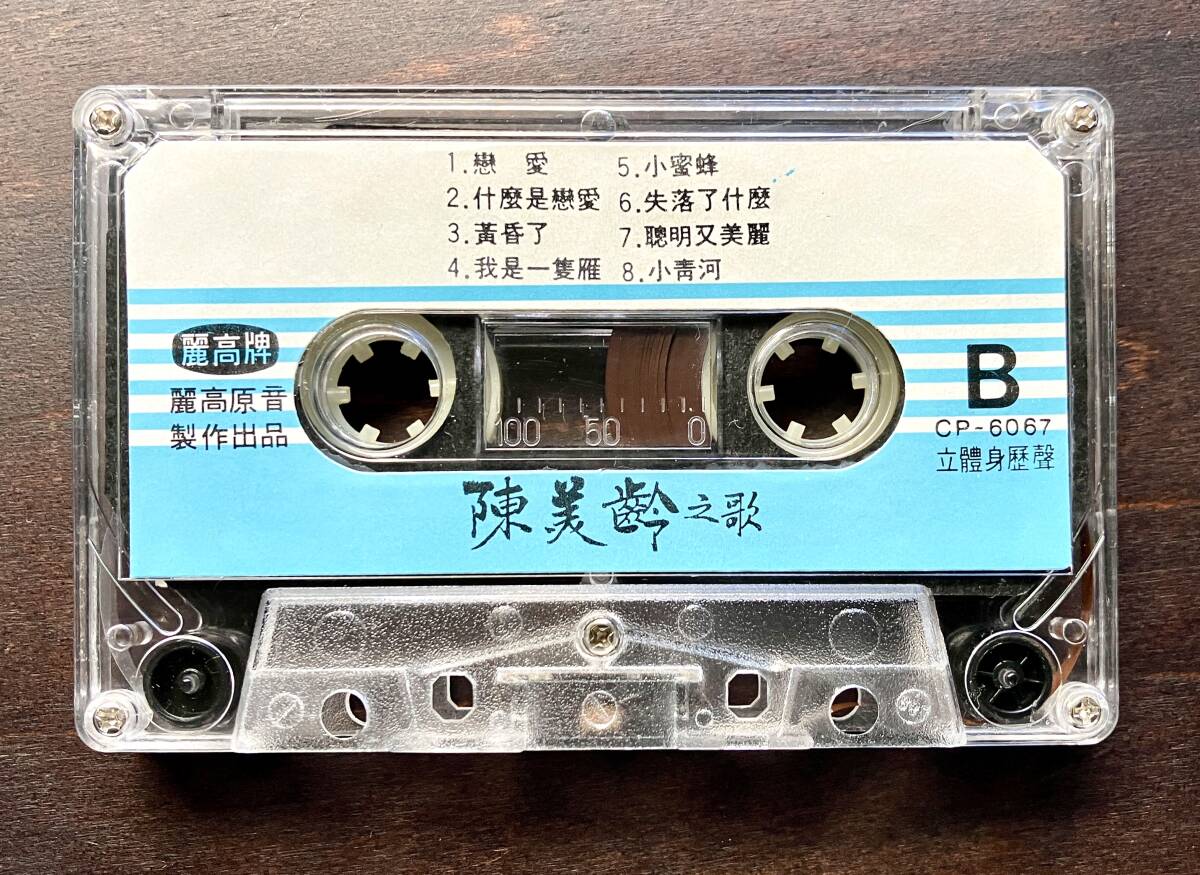 1.戀　愛
2.什麼是戀愛
3.黃昏了
4.我是一隻雁
5.小蜜蜂
6.失落了什麼
7.聰明又美麗
8.小靑河
麗高牌
麗高原音
製作出品
100 50 0
B
CP-6067
立體身歷聲
陳美齡之歌